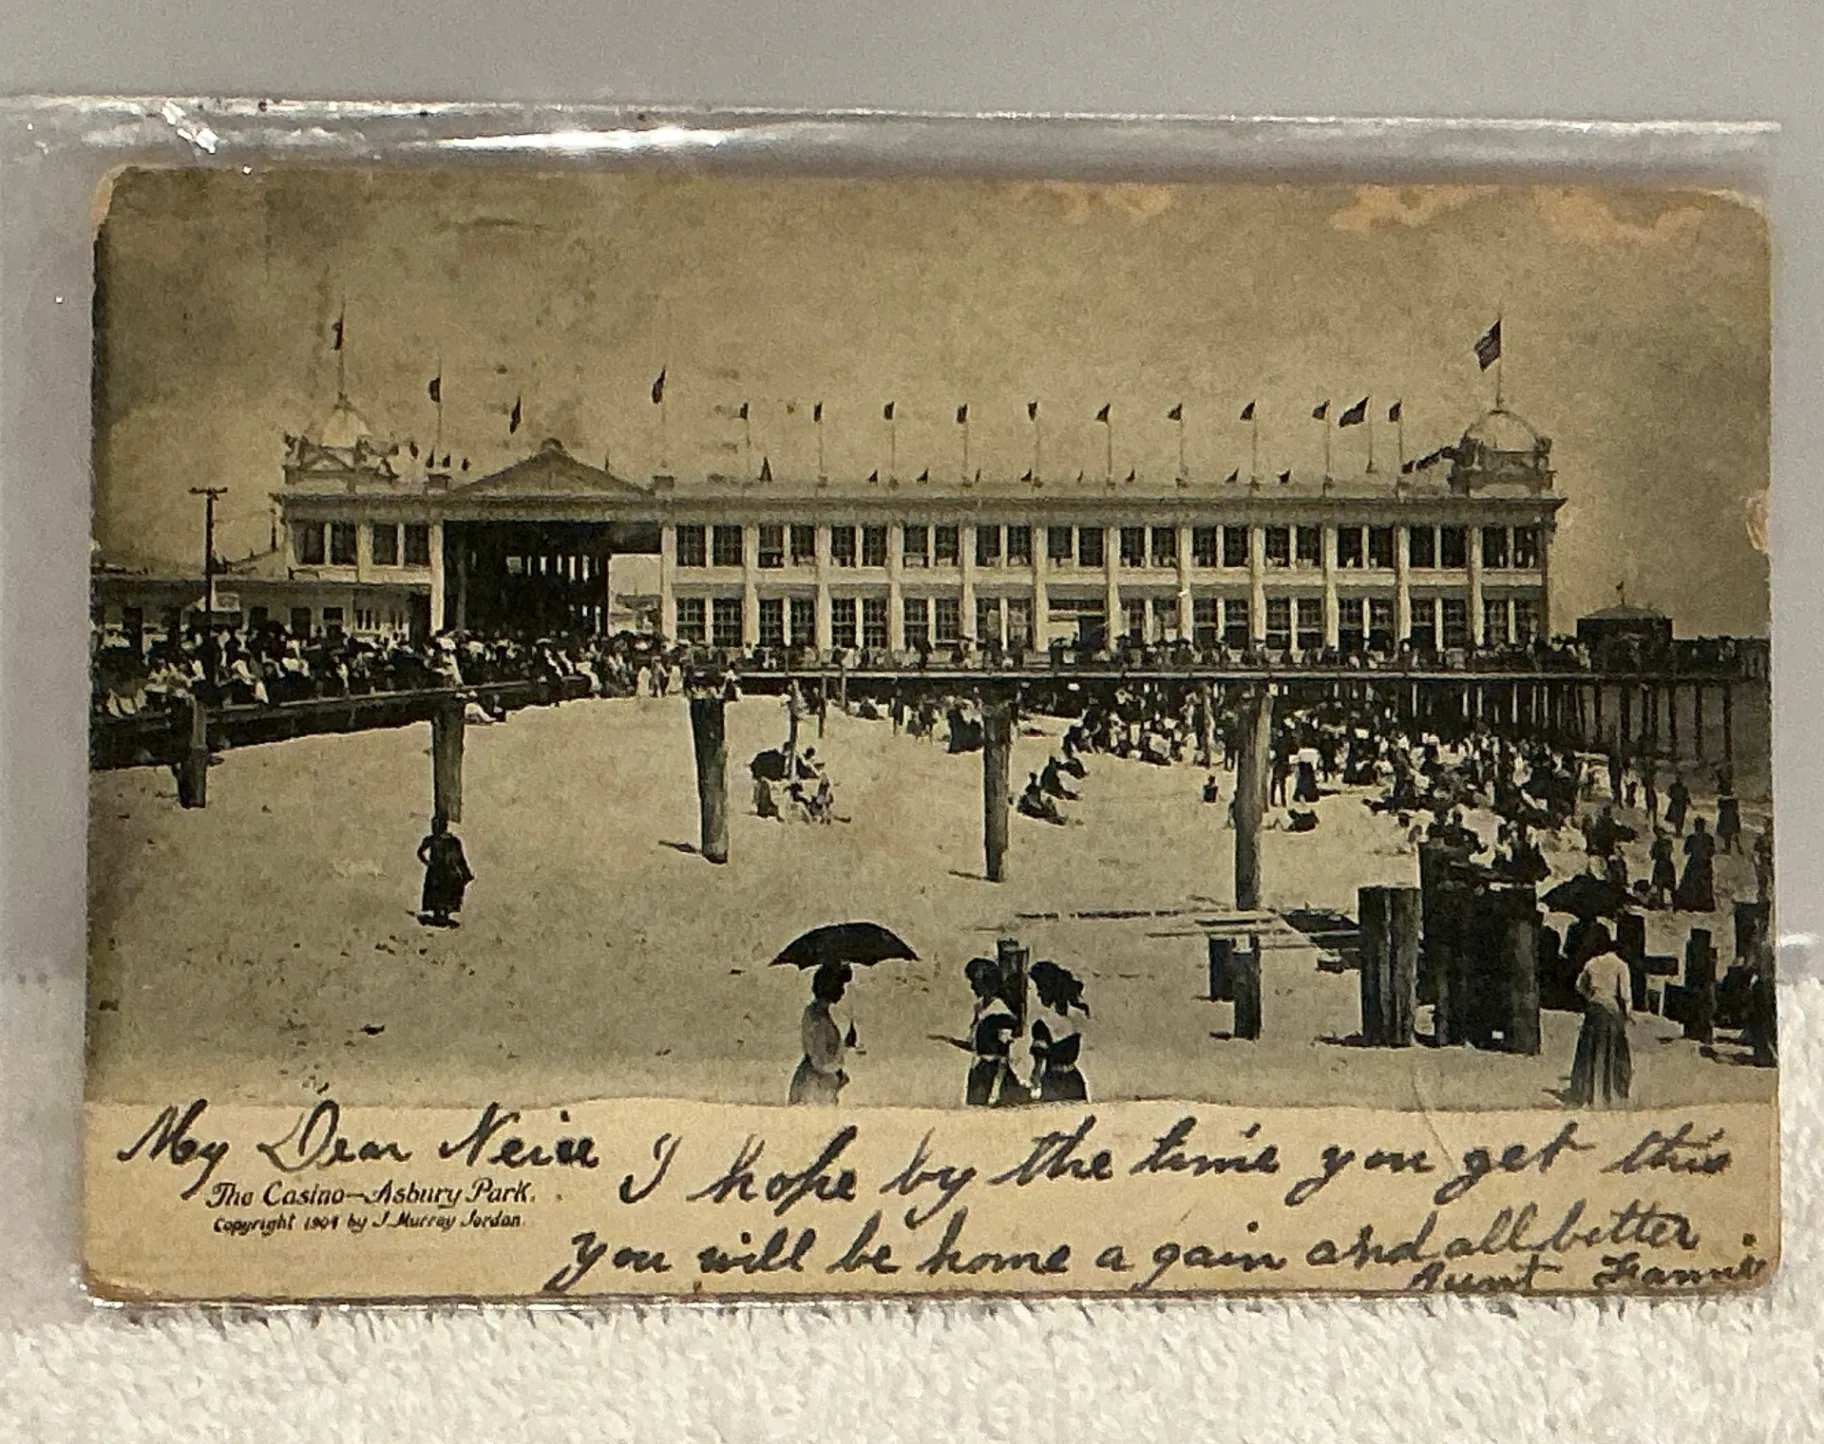 My Dear Neice I hope by the time you get this
The Casino—Asbury Park.
Copyright 1904 by J. Murray Jordan
you will be home a gain and all better
Aunt Fannie